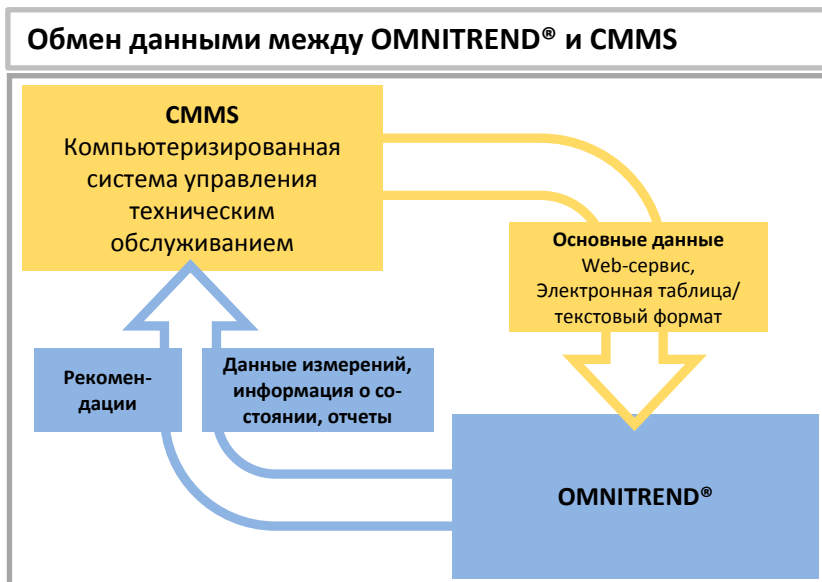 Обмен данными между OMNITREND® и CMMS
CMMS
Компьютеризированная
система управления
техническим
обслуживанием
Основные данные
Web-сервис,
Электронная таблица/
текстовый формат
Рекомен-
дации
Данные измерений,
информация о со-
стоянии, отчеты
OMNITREND®